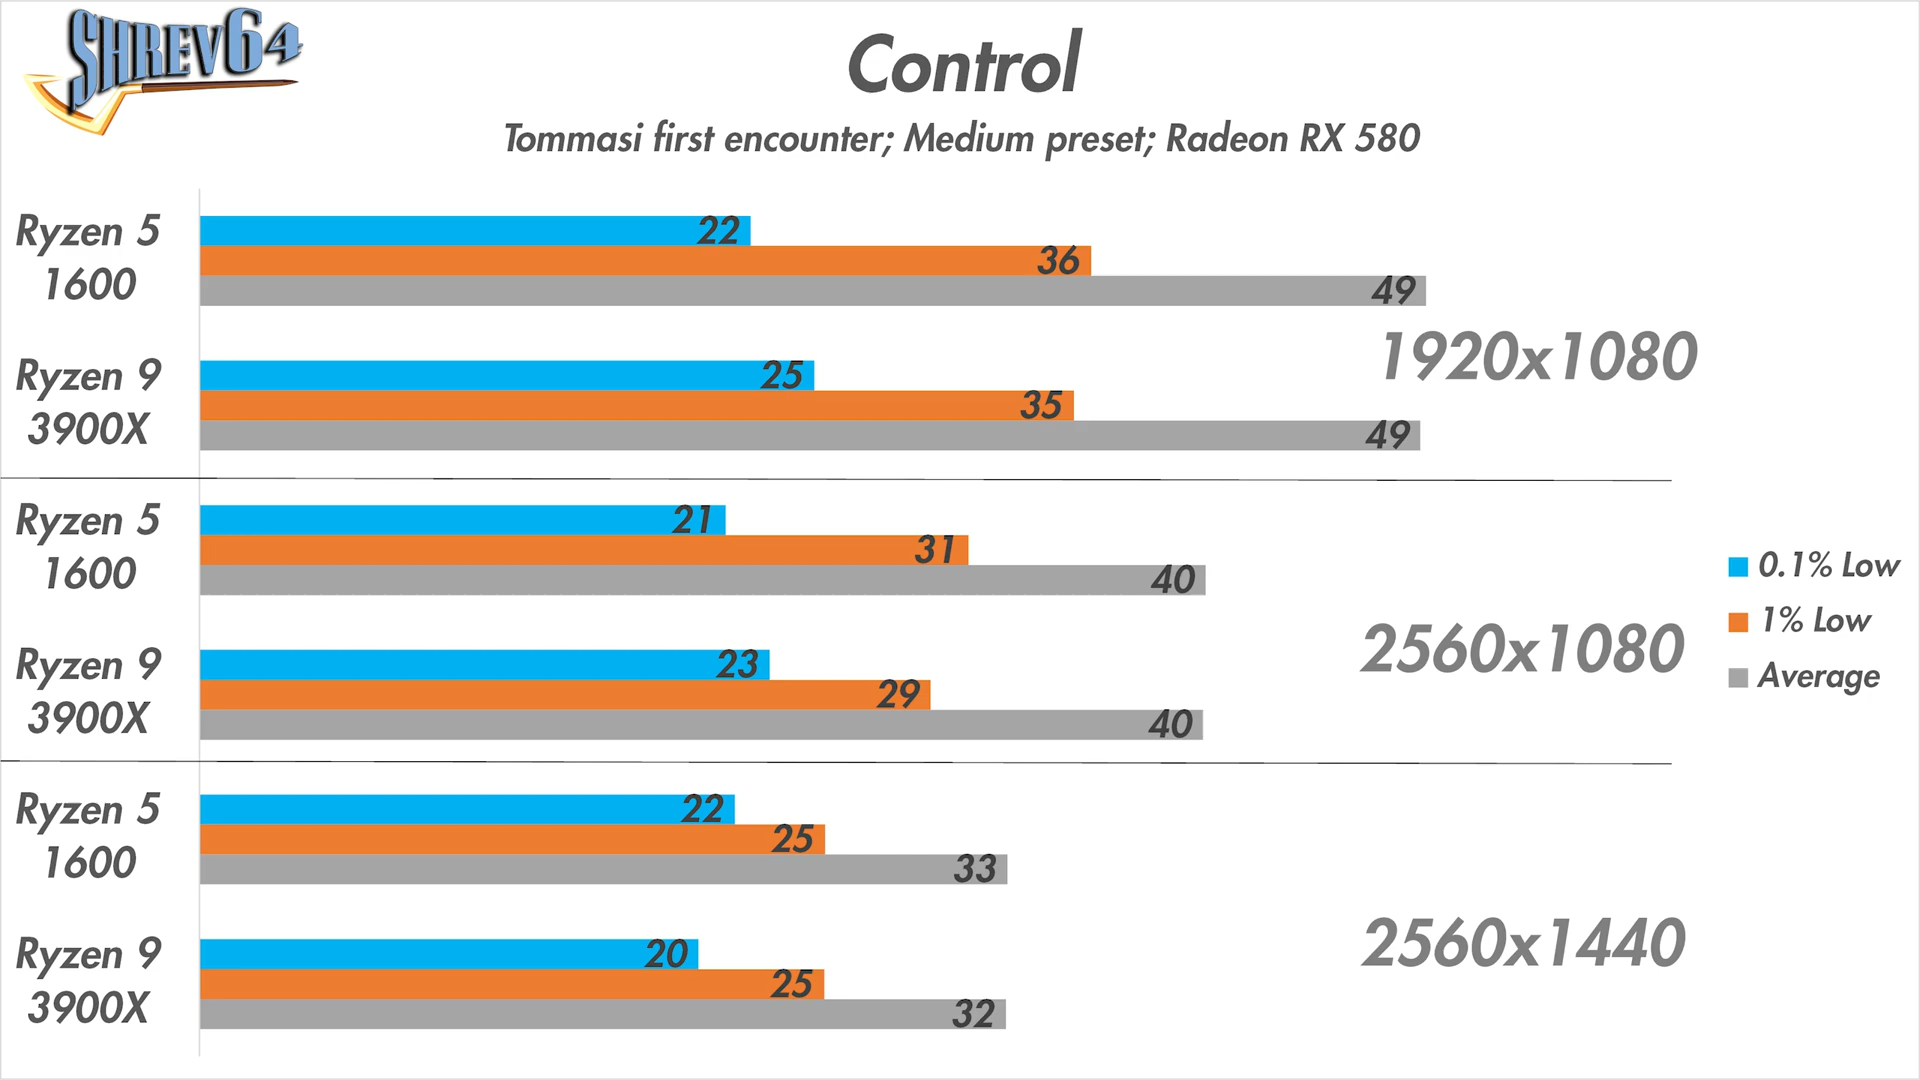 SHREV64
Control
Tommasi first encounter; Medium preset; Radeon RX 580
Ryzen 5
1600
22
36
49
Ryzen 9
3900X
25
35
49
1920x1080
Ryzen 5
1600
21
31
40
Ryzen 9
3900X
23
29
40
2560x1080
Ryzen 5
1600
22
25
33
Ryzen 9
3900X
20
25
32
2560x1440
0.1% Low
1% Low
Average